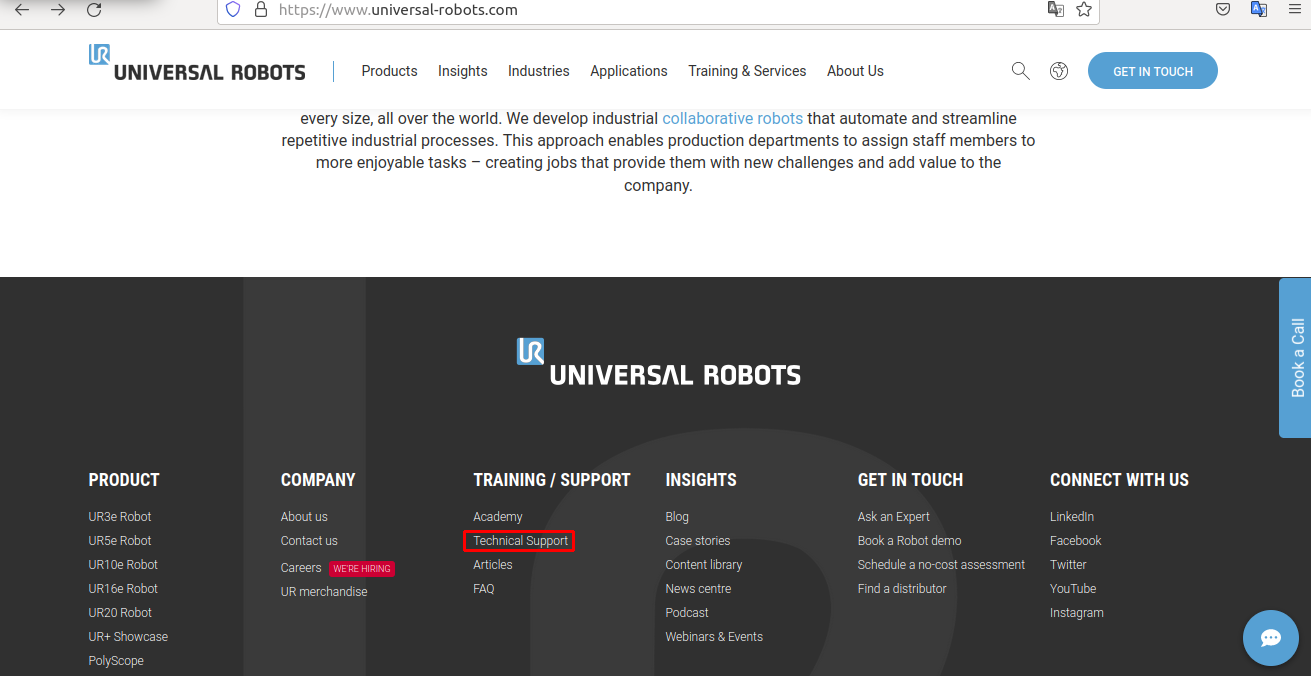 https://www.universal-robots.com
UR
UNIVERSAL ROBOTS
Products Insights Industries Applications Training & Services About Us
GET IN TOUCH
every size, all over the world. We develop industrial collaborative robots that automate and streamline
repetitive industrial processes. This approach enables production departments to assign staff members to
more enjoyable tasks – creating jobs that provide them with new challenges and add value to the
company.
Book a Call
UR
UNIVERSAL ROBOTS
PRODUCT
UR3e Robot
UR5e Robot
UR10e Robot
UR16e Robot
UR20 Robot
UR+ Showcase
PolyScope
COMPANY
About us
Contact us
Careers WE'RE HIRING
UR merchandise
TRAINING / SUPPORT
Academy
Technical Support
Articles
FAQ
INSIGHTS
Blog
Case stories
Content library
News centre
Podcast
Webinars & Events
GET IN TOUCH
Ask an Expert
Book a Robot demo
Schedule a no-cost assessment
Find a distributor
CONNECT WITH US
LinkedIn
Facebook
Twitter
YouTube
Instagram